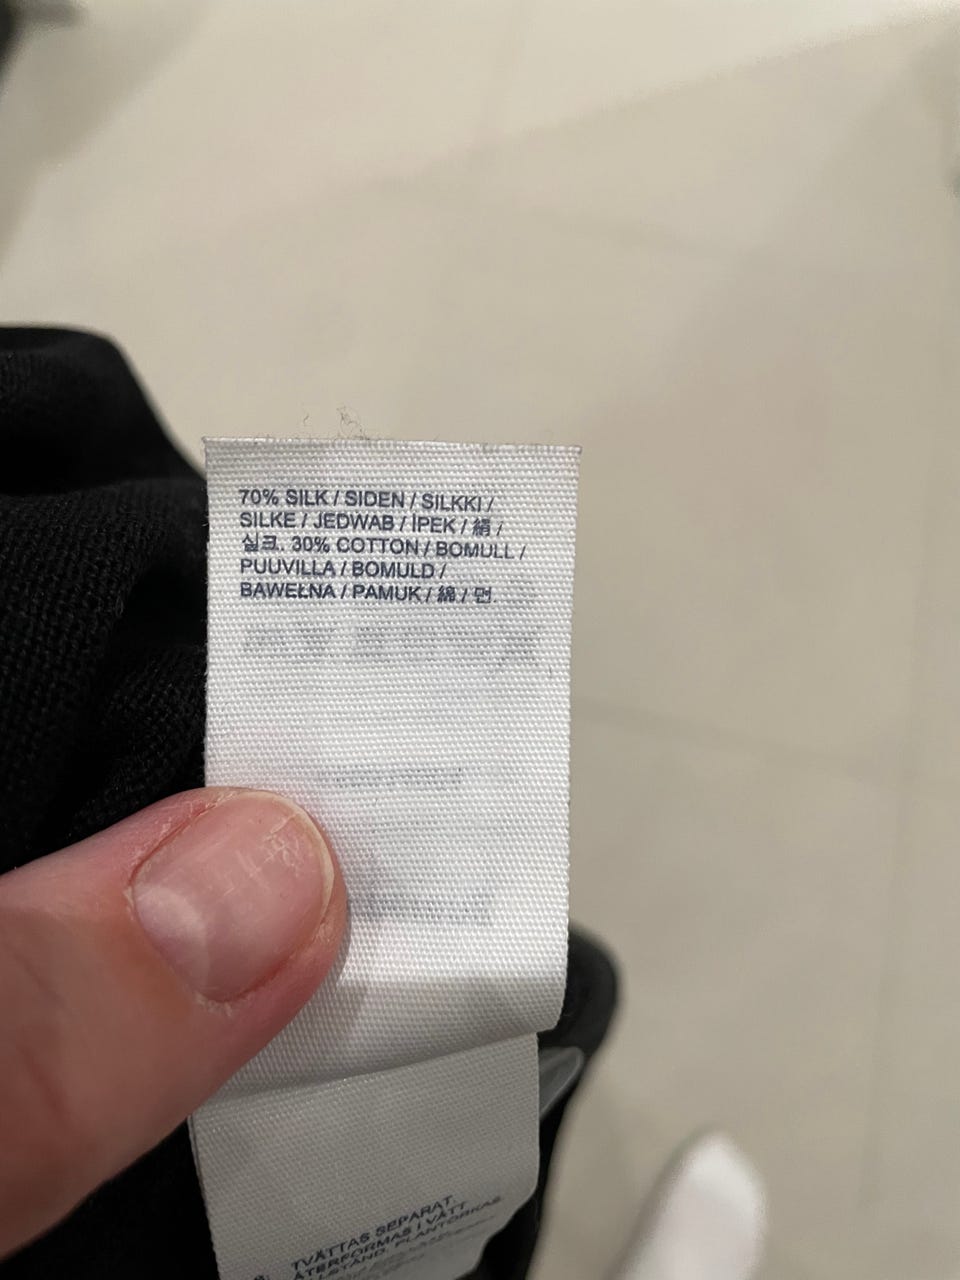 70% SILK / SIDEN / SILKKI /
SILKE / JEDWAB / İPEK / 絹 /
실크. 30% COTTON / BOMULL /
PUUVILLA / BOMULD /
BAWEŁNA / PAMUK / 綿 / 면.
TVÄTTAS SEPARAT.
ÅTERFORMAS I VÅTT
PLANTORKAS